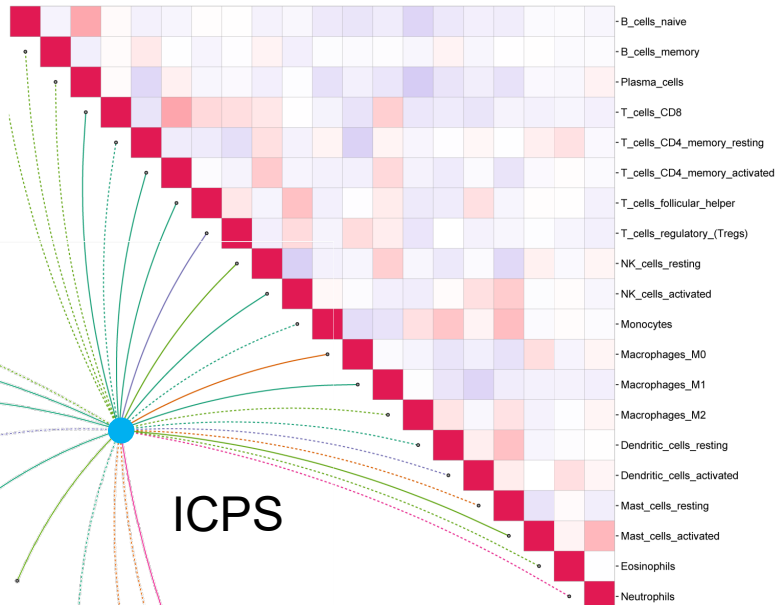 B_cells_naive
B_cells_memory
Plasma_cells
T_cells_CD8
T_cells_CD4_memory_resting
T_cells_CD4_memory_activated
T_cells_follicular_helper
T_cells_regulatory_(Tregs)
NK_cells_resting
NK_cells_activated
Monocytes
Macrophages_M0
Macrophages_M1
Macrophages_M2
Dendritic_cells_resting
Dendritic_cells_activated
Mast_cells_resting
Mast_cells_activated
Eosinophils
Neutrophils
ICPS